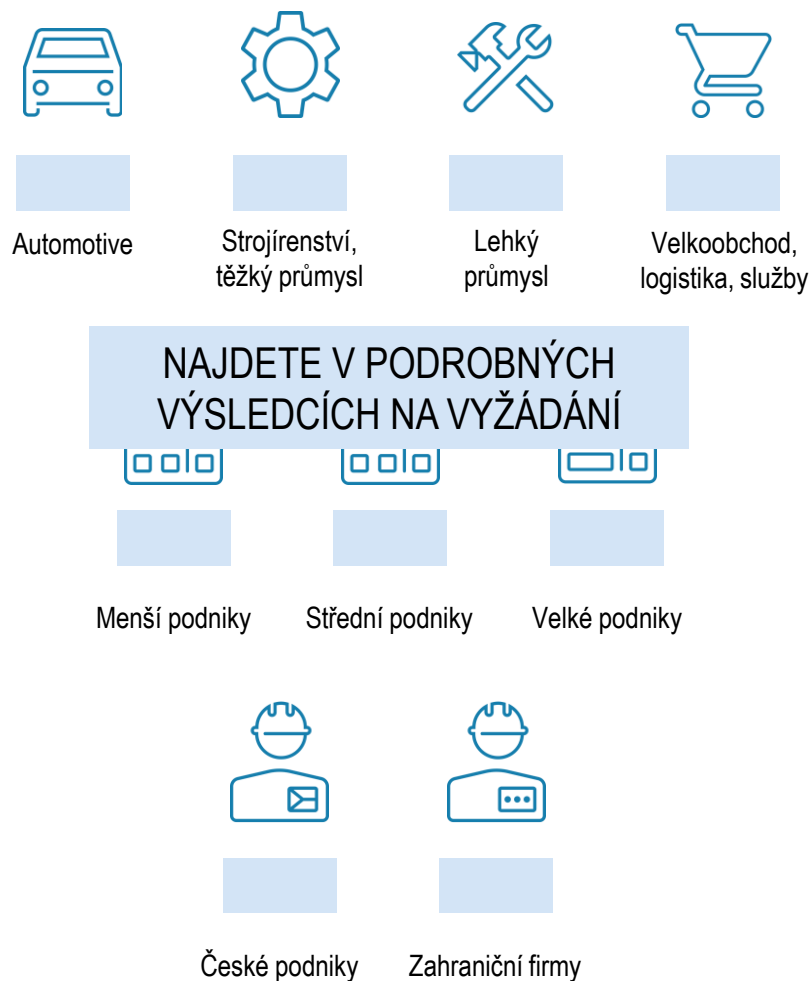 Automotive
Strojírenství,
těžký průmysl
Lehký
průmysl
Velkoobchod,
logistika, služby
NAJDETE V PODROBNÝCH
VÝSLEDCÍCH NA VYŽÁDÁNÍ
Menší podniky
Střední podniky
Velké podniky
České podniky
Zahraniční firmy